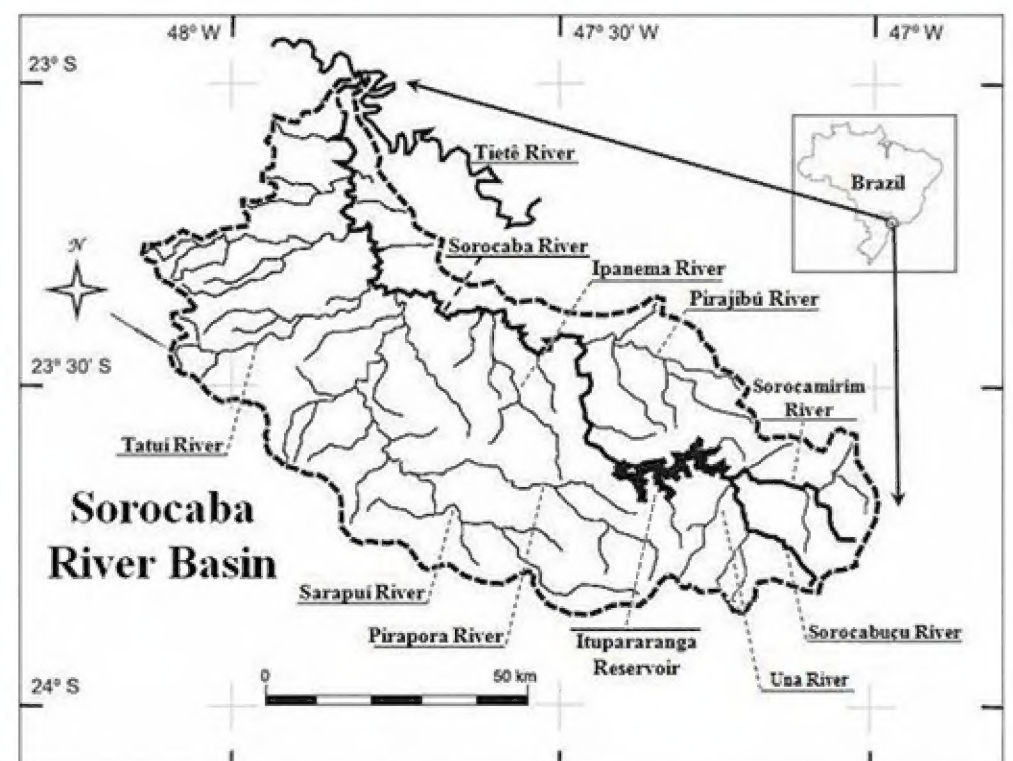 48° W
47° 30' W
47° W
23° S
Tietê River
Brazil
Sorocaba River
N
Ipanema River
Pirajibú River
23° 30' S
Sorocamirim
River
Tatuí River
Sorocaba
River Basin
Sarapuí River
Pirapora River
Itupararanga
Reservoir
Sorocabuçu River
Una River
0
50 km
24° S